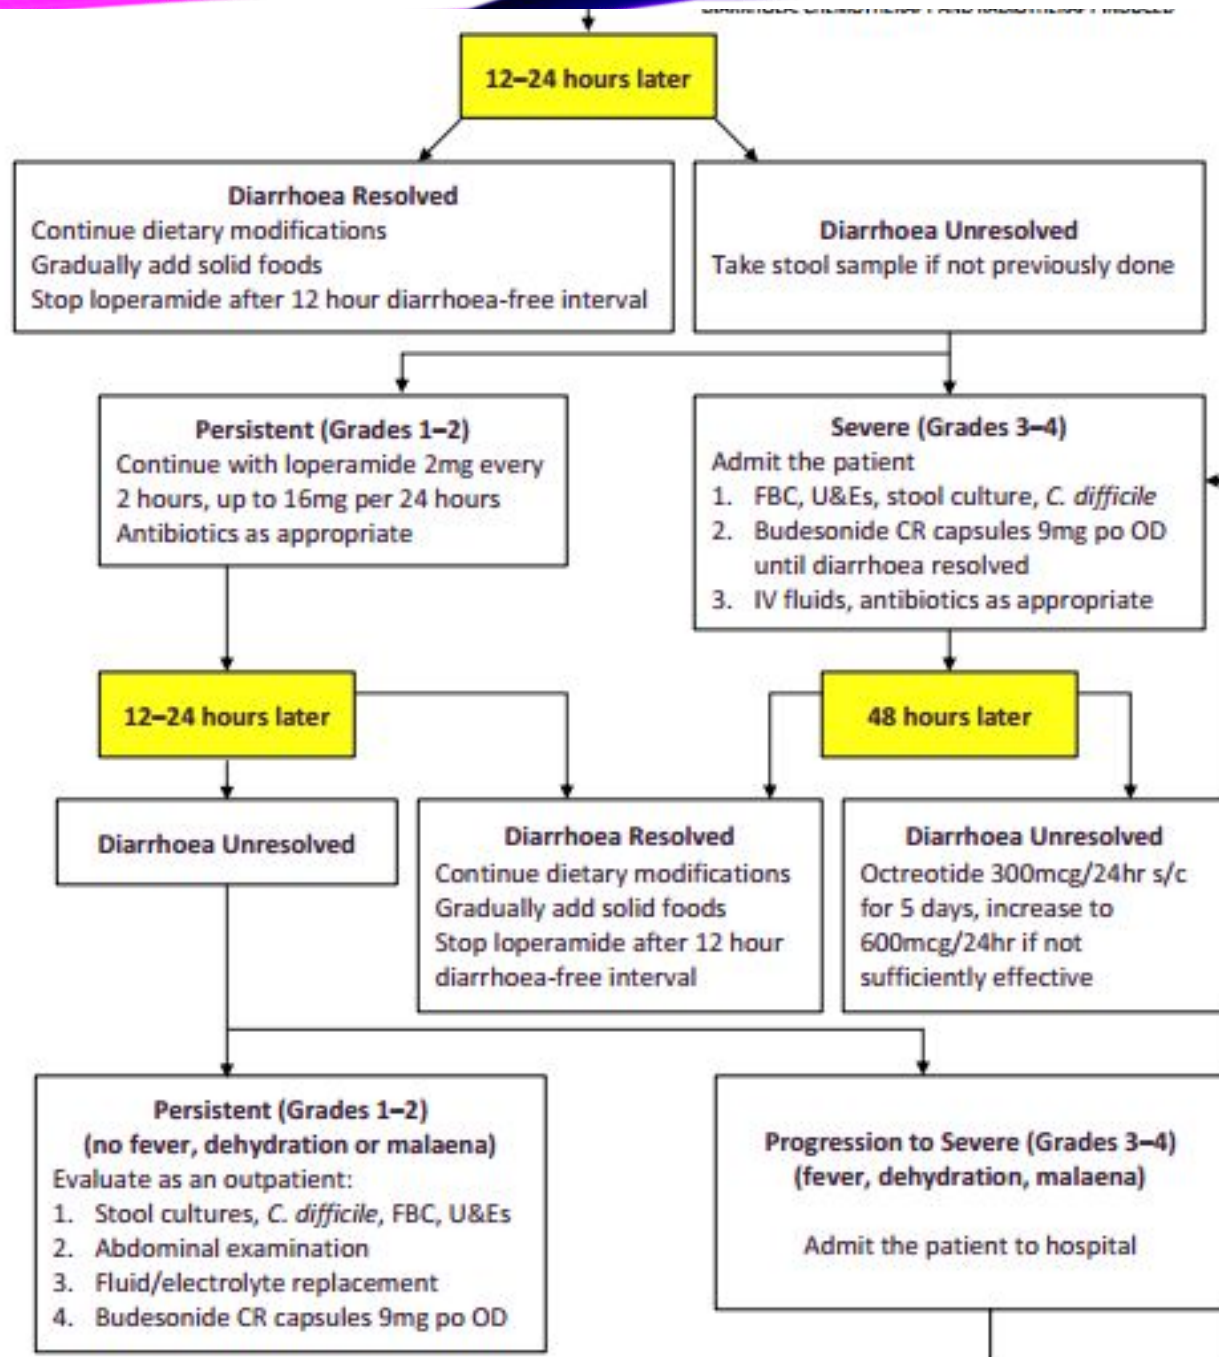 DIARRHOEA: CHEMOTHERAPY AND RADIOTHERAPY INDUCED
12–24 hours later
Diarrhoea Resolved
Continue dietary modifications
Gradually add solid foods
Stop loperamide after 12 hour diarrhoea-free interval
Diarrhoea Unresolved
Take stool sample if not previously done
Persistent (Grades 1–2)
Continue with loperamide 2mg every
2 hours, up to 16mg per 24 hours
Antibiotics as appropriate
Severe (Grades 3–4)
Admit the patient
1. FBC, U&Es, stool culture, C. difficile
2. Budesonide CR capsules 9mg po OD
until diarrhoea resolved
3. IV fluids, antibiotics as appropriate
12–24 hours later
48 hours later
Diarrhoea Unresolved
Diarrhoea Resolved
Continue dietary modifications
Gradually add solid foods
Stop loperamide after 12 hour
diarrhoea-free interval
Diarrhoea Unresolved
Octreotide 300mcg/24hr s/c
for 5 days, increase to
600mcg/24hr if not
sufficiently effective
Persistent (Grades 1–2)
(no fever, dehydration or malaena)
Evaluate as an outpatient:
1. Stool cultures, C. difficile, FBC, U&Es
2. Abdominal examination
3. Fluid/electrolyte replacement
4. Budesonide CR capsules 9mg po OD
Progression to Severe (Grades 3–4)
(fever, dehydration, malaena)
Admit the patient to hospital